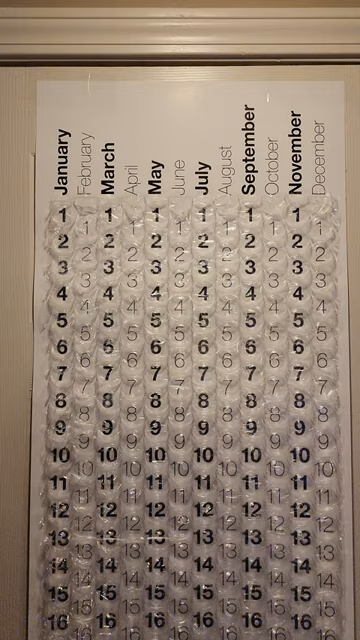 January February March April May June July August September October November December
1 1 1 1 1 1 1 1 1 1 1 1
2 2 2 2 2 2 2 2 2 2 2 2
3 3 3 3 3 3 3 3 3 3 3 3
4 4 4 4 4 4 4 4 4 4 4 4
5 5 5 5 5 5 5 5 5 5 5 5
6 6 6 6 6 6 6 6 6 6 6 6
7 7 7 7 7 7 7 7 7 7 7 7
8 8 8 8 8 8 8 8 8 8 8 8
9 9 9 9 9 9 9 9 9 9 9 9
10 10 10 10 10 10 10 10 10 10 10 10
11 11 11 11 11 11 11 11 11 11 11 11
12 12 12 12 12 12 12 12 12 12 12 12
13 13 13 13 13 13 13 13 13 13 13 13
14 14 14 14 14 14 14 14 14 14 14 14
15 15 15 15 15 15 15 15 15 15 15 15
16 16 16 16 16 16